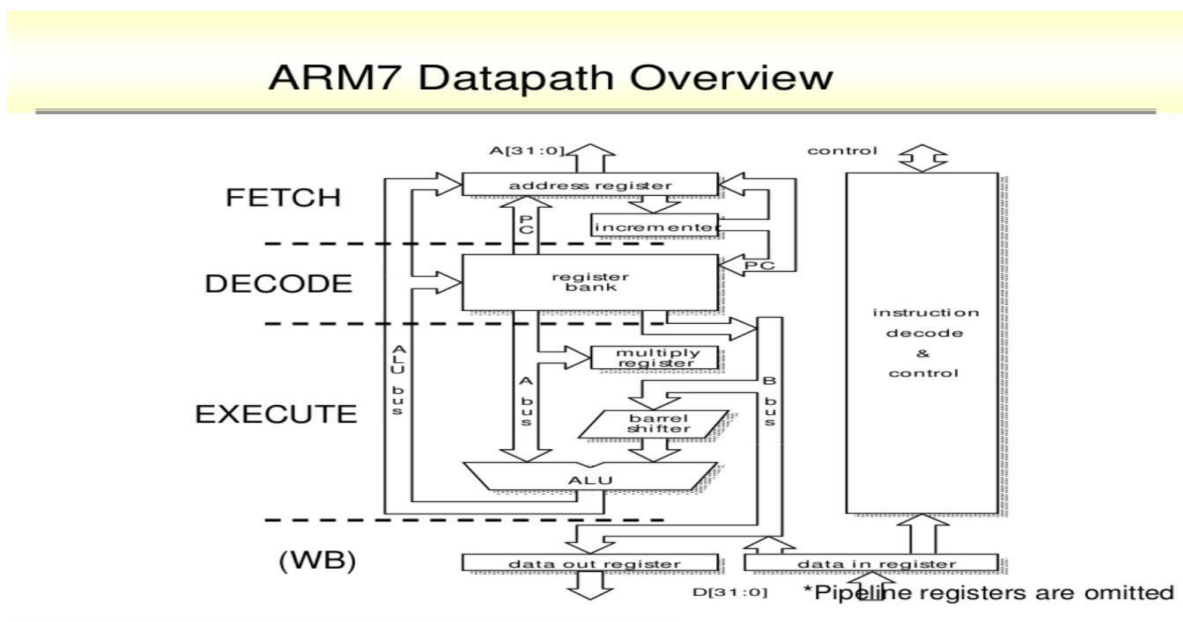 ARM7 Datapath Overview
A[31:0]
control
FETCH
address register
PC
incrementer
DECODE
register
bank
PC
instruction
decode
&
control
ALU bus
multiply
register
A bus
B bus
EXECUTE
barrel
shifter
ALU
(WB)
data out register
data in register
D[31:0]
*Pipeline registers are omitted